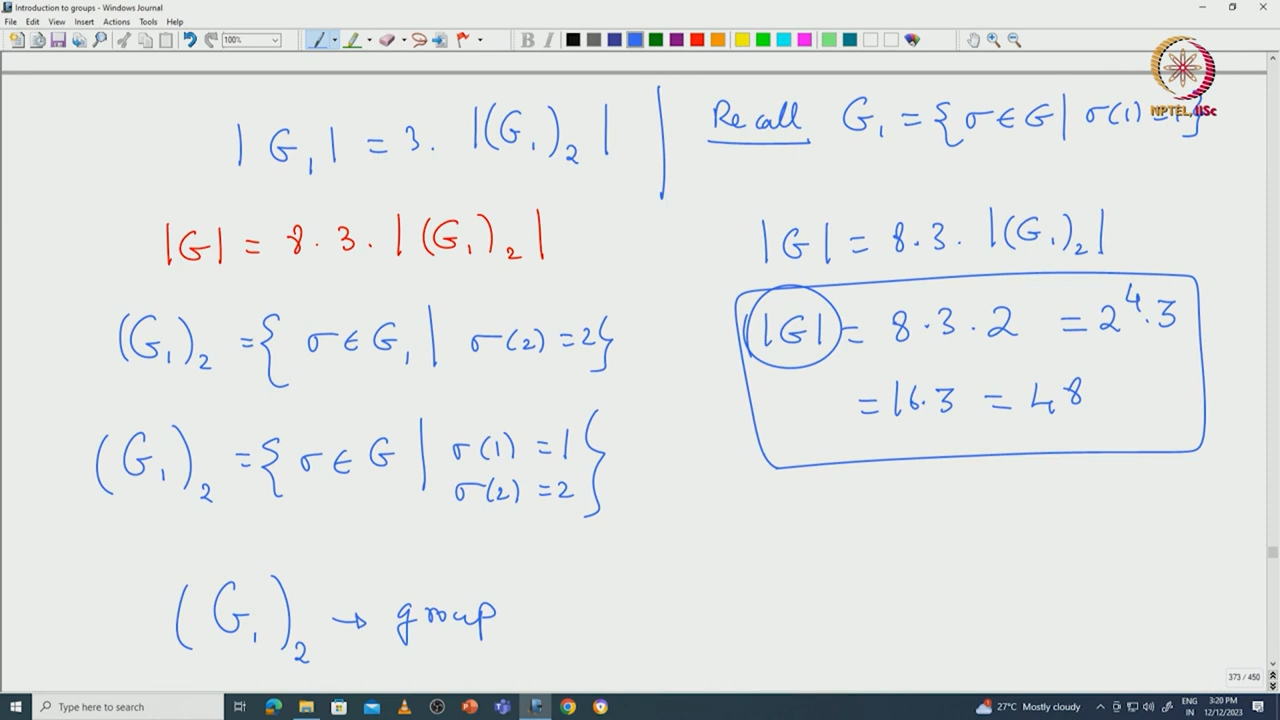 Introduction to groups - Windows Journal
File Edit View Insert Actions Tools Help
100%
B I
NPTEL, IISc
|G₁| = 3. |(G₁)₂|
Recall G₁ = {σ ∈ G | σ(1) = 1}
|G| = 8. 3. |(G₁)₂|
|G| = 8.3. |(G₁)₂|
(G₁)₂ = {σ ∈ G₁ | σ(2) = 2}
|G| = 8.3.2 = 2⁴.3
= 16.3 = 48
(G₁)₂ = {σ ∈ G | σ(1) = 1
σ(2) = 2}
(G₁)₂ → group
373 / 450
Type here to search
27°C Mostly cloudy
ENG
IN
3:20 PM
12/12/2023